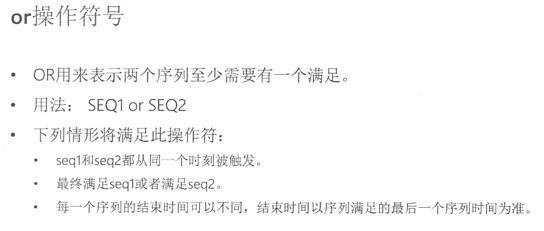 or操作符号
• OR用来表示两个序列至少需要有一个满足。
• 用法： SEQ1 or SEQ2
• 下列情形将满足此操作符：
• seq1和seq2都从同一个时刻被触发。
• 最终满足seq1或者满足seq2。
• 每一个序列的结束时间可以不同，结束时间以序列满足的最后一个序列时间为准。